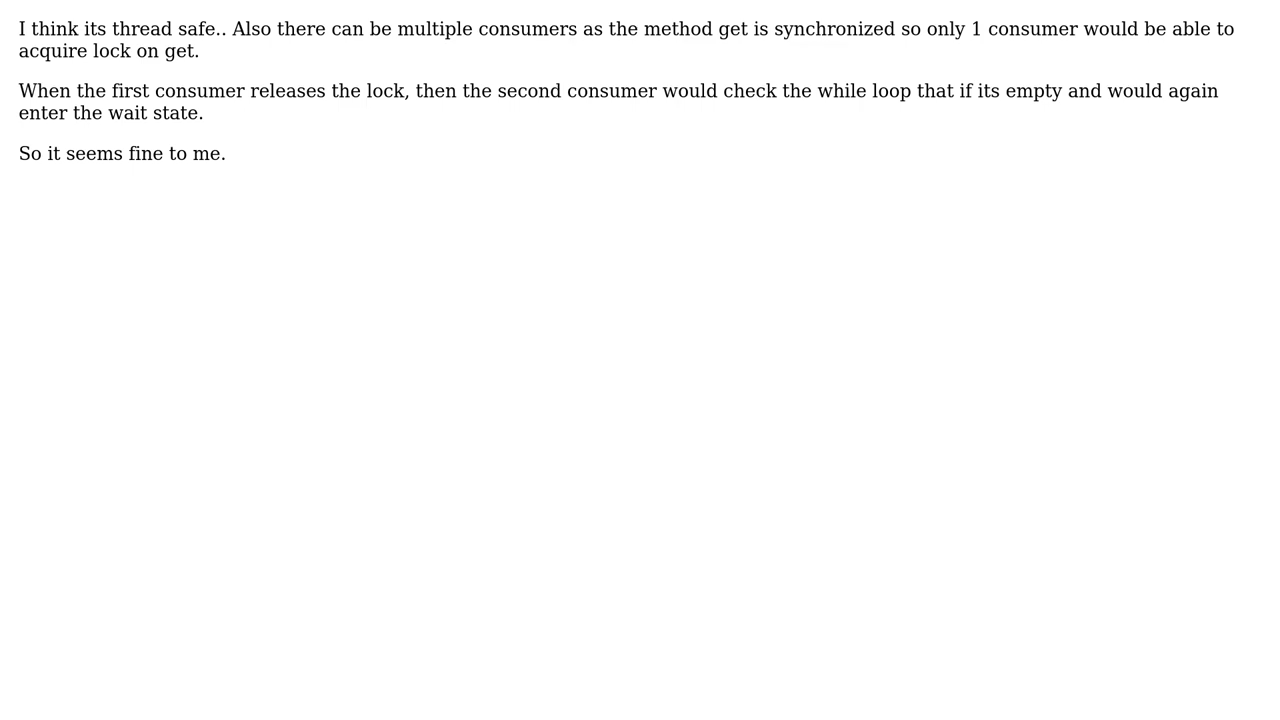 I think its thread safe.. Also there can be multiple consumers as the method get is synchronized so only 1 consumer would be able to
acquire lock on get.
When the first consumer releases the lock, then the second consumer would check the while loop that if its empty and would again
enter the wait state.
So it seems fine to me.